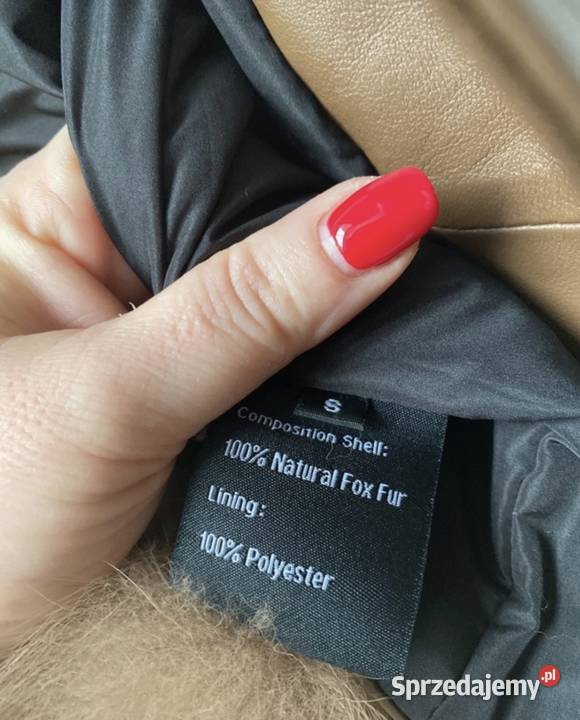 S
Composition Shell:
100% Natural Fox Fur
Lining:
100% Polyester
Sprzedajemy.pl